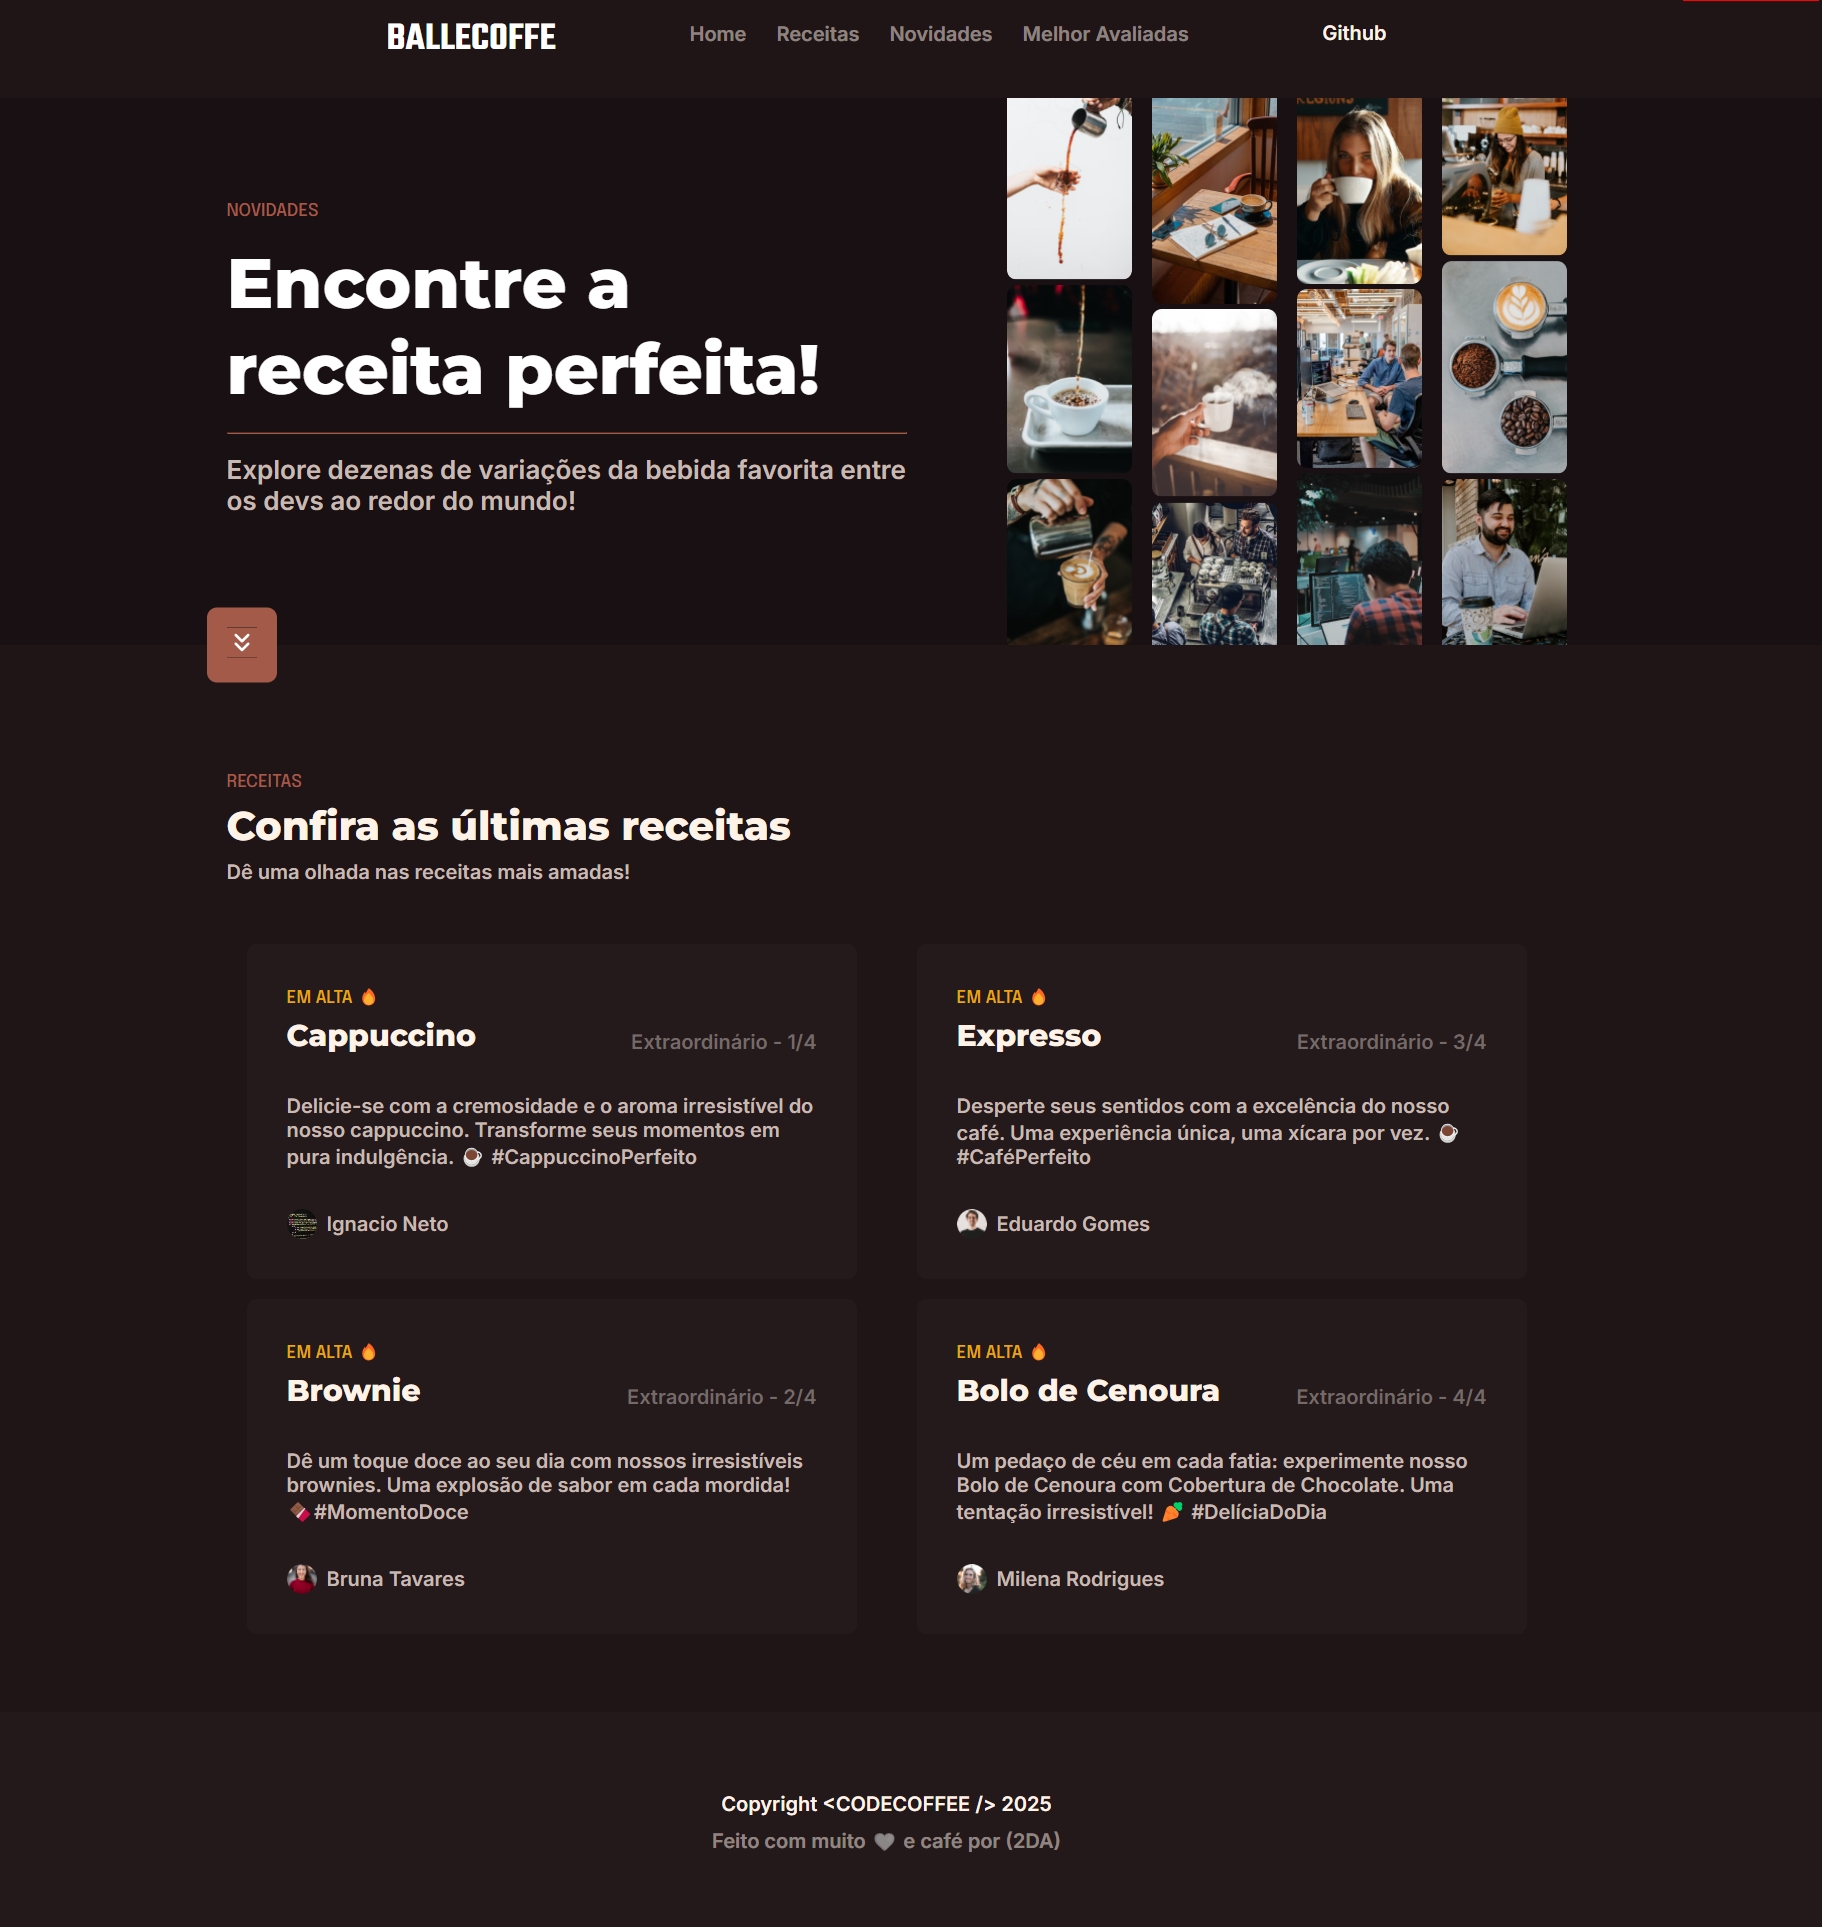 BALLECOFFE
Home Receitas Novidades Melhor Avaliadas Github
NOVIDADES
Encontre a
receita perfeita!
Explore dezenas de variações da bebida favorita entre
os devs ao redor do mundo!
RECEITAS
Confira as últimas receitas
Dê uma olhada nas receitas mais amadas!
EM ALTA 🔥
Cappuccino
Extraordinário - 1/4
Delicie-se com a cremosidade e o aroma irresistível do
nosso cappuccino. Transforme seus momentos em
pura indulgência. ☕ #CappuccinoPerfeito
Ignacio Neto
EM ALTA 🔥
Expresso
Extraordinário - 3/4
Desperte seus sentidos com a excelência do nosso
café. Uma experiência única, uma xícara por vez. ☕
#CaféPerfeito
Eduardo Gomes
EM ALTA 🔥
Brownie
Extraordinário - 2/4
Dê um toque doce ao seu dia com nossos irresistíveis
brownies. Uma explosão de sabor em cada mordida!
🍫#MomentoDoce
Bruna Tavares
EM ALTA 🔥
Bolo de Cenoura
Extraordinário - 4/4
Um pedaço de céu em cada fatia: experimente nosso
Bolo de Cenoura com Cobertura de Chocolate. Uma
tentação irresistível! 🥕 #DelíciaDoDia
Milena Rodrigues
Copyright <CODECOFFEE /> 2025
Feito com muito 🖤 e café por (2DA)